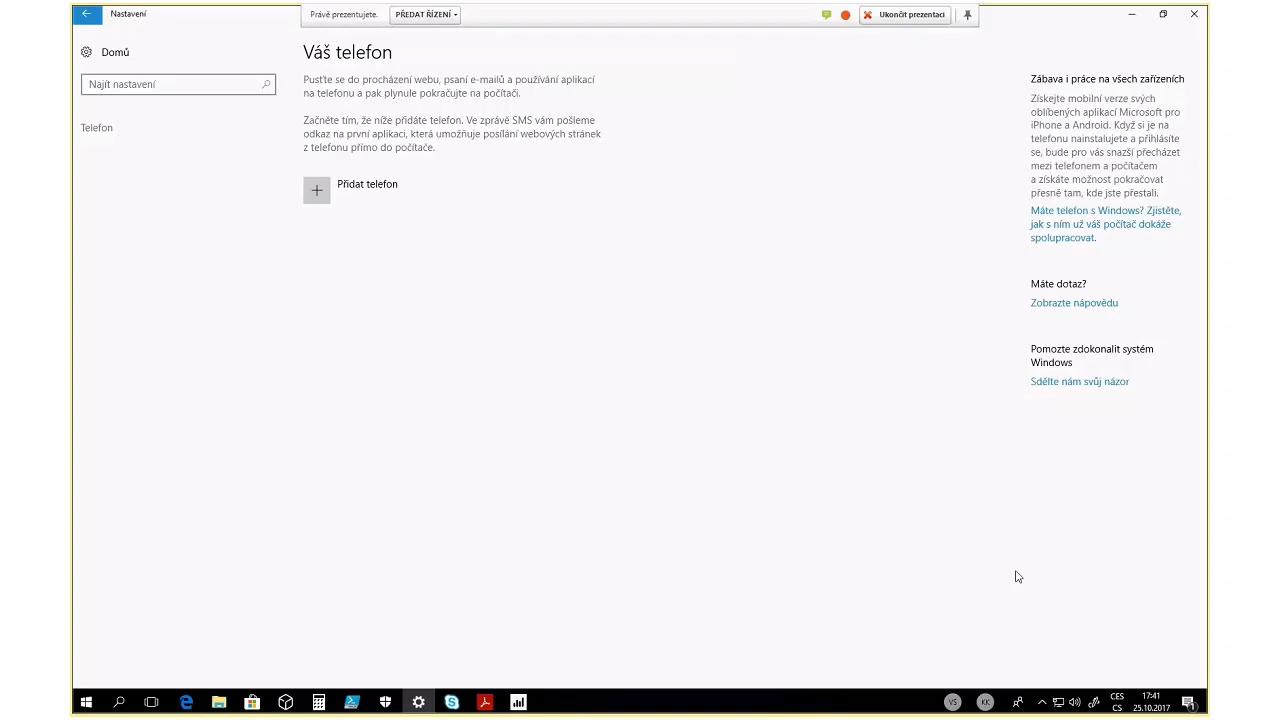 Nastavení
Právě prezentujete.
PŘEDAT ŘÍZENÍ
Ukončit prezentaci
Domů
Najít nastavení
Telefon
Váš telefon
Pusťte se do procházení webu, psaní e-mailů a používání aplikací
na telefonu a pak plynule pokračujte na počítači.
Začněte tím, že níže přidáte telefon. Ve zprávě SMS vám pošleme
odkaz na první aplikaci, která umožňuje posílání webových stránek
z telefonu přímo do počítače.
Přidat telefon
Zábava i práce na všech zařízeních
Získejte mobilní verze svých
oblíbených aplikací Microsoft pro
iPhone a Android. Když si je na
telefonu nainstalujete a přihlásíte
se, bude pro vás snazší přecházet
mezi telefonem a počítačem
a získáte možnost pokračovat
přesně tam, kde jste přestali.
Máte telefon s Windows? Zjistěte,
jak s ním už váš počítač dokáže
spolupracovat.
Máte dotaz?
Zobrazte nápovědu
Pomozte zdokonalit systém
Windows
Sdělte nám svůj názor
VS
KK
CES
CS
17:41
25.10.2017
1